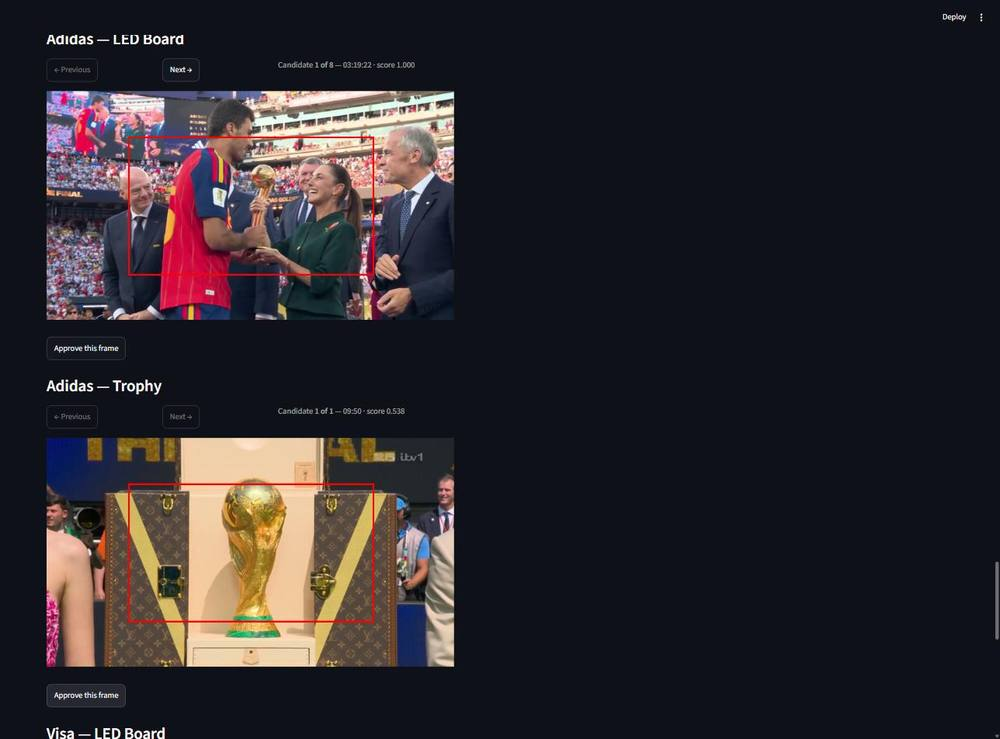 Deploy
Adidas — LED Board
← Previous
Next →
Candidate 1 of 8 — 03:19:22 · score 1.000
FINAL
Approve this frame
Adidas — Trophy
← Previous
Next →
Candidate 1 of 1 — 09:50 · score 0.538
itv1
Approve this frame
Visa — LED Board